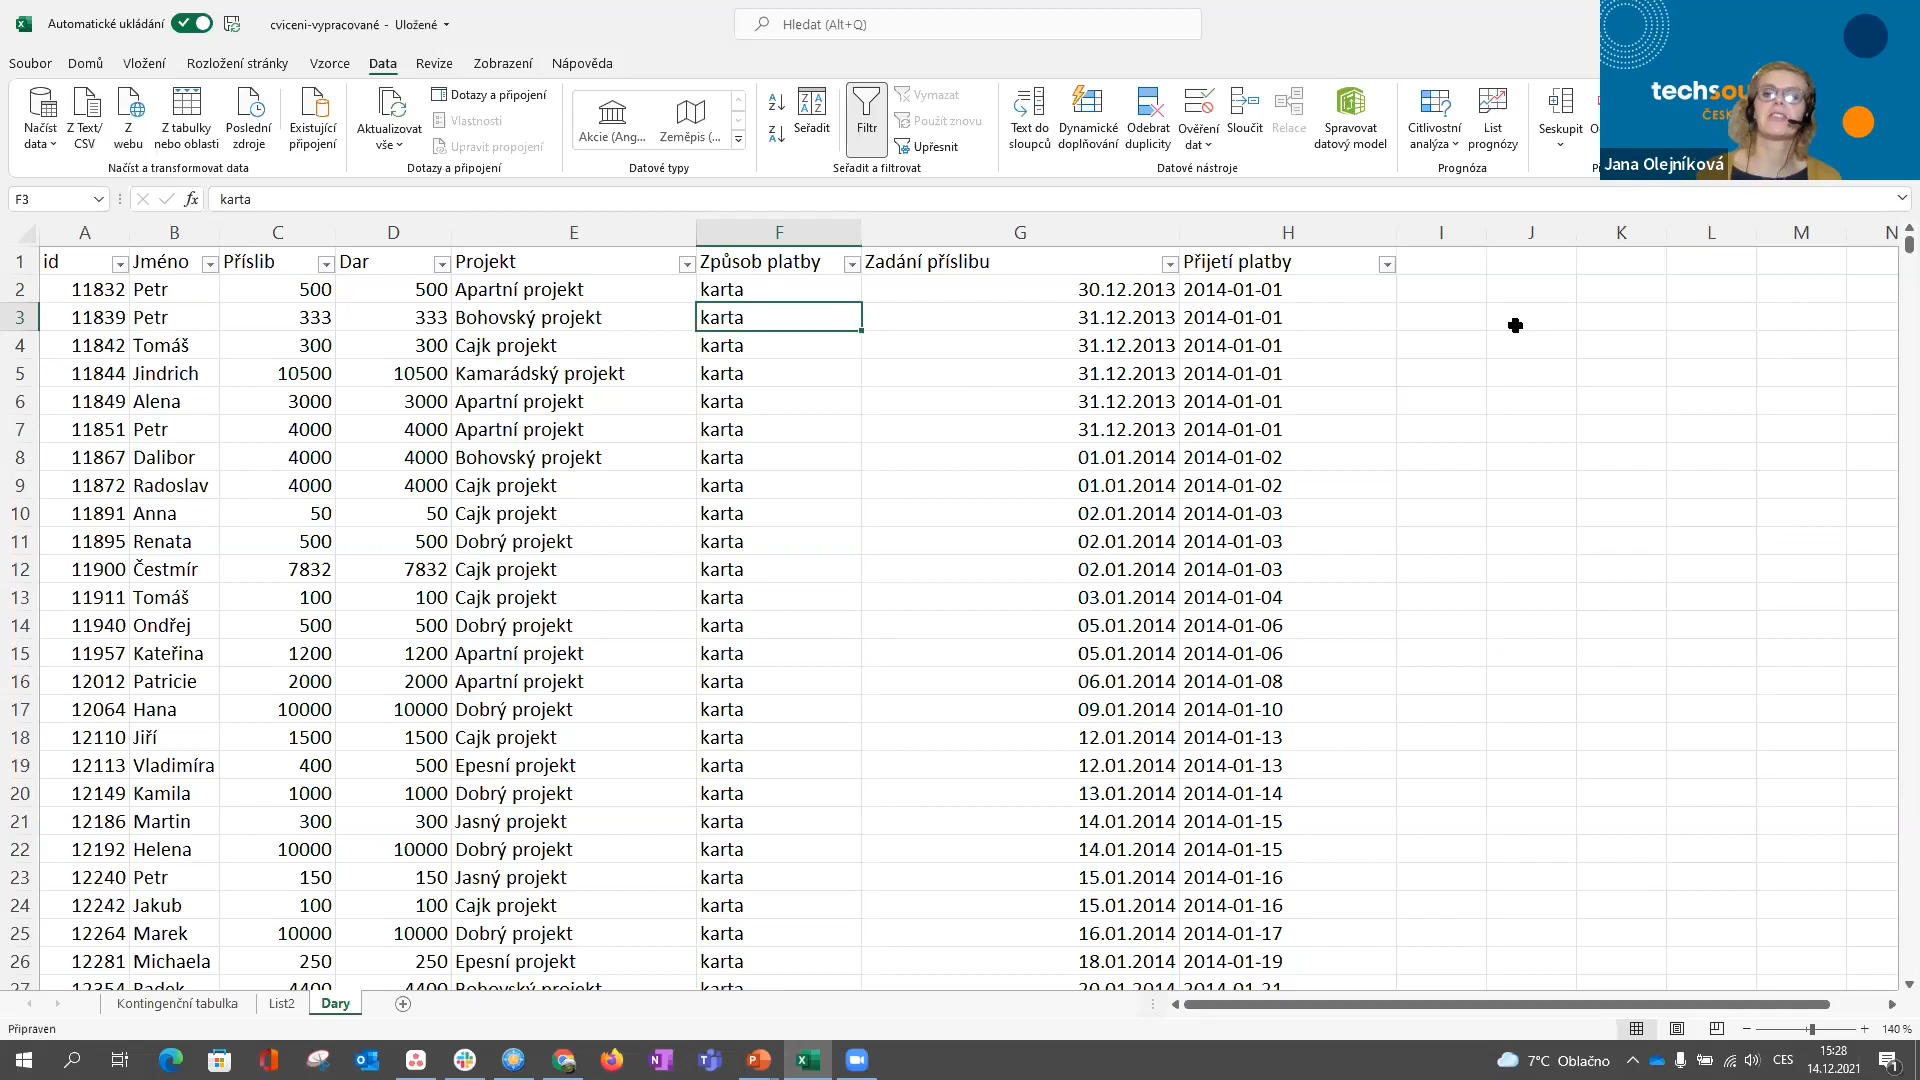 Automatické ukládání cviceni-vypracované - Uložené Hledat (Alt+Q)
Soubor Domů Vložení Rozložení stránky Vzorce Data Revize Zobrazení Nápověda
Načíst data Z Text/CSV Z webu Z tabulky nebo oblasti Poslední zdroje Existující připojení
Načíst a transformovat data
Aktualizovat vše Dotazy a připojení Vlastnosti Upravit propojení
Dotazy a připojení
Akcie (Ang... Zeměpis (...
Datové typy
Seřadit Filtr Vymazat Použít znovu Upřesnit
Seřadit a filtrovat
Text do sloupců Dynamické doplňování Odebrat duplicity Ověření dat Sloučit Relace Spravovat datový model
Datové nástroje
Citlivostní analýza List prognózy
Prognóza
Seskupit
techsou
ČESK
Jana Olejníková
F3 fx karta
A B C D E F G H I J K L M N
1 id Jméno Příslib Dar Projekt Způsob platby Zadání příslibu Přijetí platby
2 11832 Petr 500 500 Apartní projekt karta 30.12.2013 2014-01-01
3 11839 Petr 333 333 Bohovský projekt karta 31.12.2013 2014-01-01
4 11842 Tomáš 300 300 Cajk projekt karta 31.12.2013 2014-01-01
5 11844 Jindrich 10500 10500 Kamarádský projekt karta 31.12.2013 2014-01-01
6 11849 Alena 3000 3000 Apartní projekt karta 31.12.2013 2014-01-01
7 11851 Petr 4000 4000 Apartní projekt karta 31.12.2013 2014-01-01
8 11867 Dalibor 4000 4000 Bohovský projekt karta 01.01.2014 2014-01-02
9 11872 Radoslav 4000 4000 Cajk projekt karta 01.01.2014 2014-01-02
10 11891 Anna 50 50 Cajk projekt karta 02.01.2014 2014-01-03
11 11895 Renata 500 500 Dobrý projekt karta 02.01.2014 2014-01-03
12 11900 Čestmír 7832 7832 Cajk projekt karta 02.01.2014 2014-01-03
13 11911 Tomáš 100 100 Cajk projekt karta 03.01.2014 2014-01-04
14 11940 Ondřej 500 500 Dobrý projekt karta 05.01.2014 2014-01-06
15 11957 Kateřina 1200 1200 Apartní projekt karta 05.01.2014 2014-01-06
16 12012 Patricie 2000 2000 Apartní projekt karta 06.01.2014 2014-01-08
17 12064 Hana 10000 10000 Dobrý projekt karta 09.01.2014 2014-01-10
18 12110 Jiří 1500 1500 Cajk projekt karta 12.01.2014 2014-01-13
19 12113 Vladimíra 400 500 Epesní projekt karta 12.01.2014 2014-01-13
20 12149 Kamila 1000 1000 Dobrý projekt karta 13.01.2014 2014-01-14
21 12186 Martin 300 300 Jasný projekt karta 14.01.2014 2014-01-15
22 12192 Helena 10000 10000 Dobrý projekt karta 14.01.2014 2014-01-15
23 12240 Petr 150 150 Jasný projekt karta 15.01.2014 2014-01-16
24 12242 Jakub 100 100 Cajk projekt karta 15.01.2014 2014-01-16
25 12264 Marek 10000 10000 Dobrý projekt karta 16.01.2014 2014-01-17
26 12281 Michaela 250 250 Epesní projekt karta 18.01.2014 2014-01-19
27 12354 Radek 4400 4400 Bohovský projekt karta 20.01.2014 2014-01-21
Kontingenční tabulka List2 Dary
Připraven 140 %
7°C Oblačno CES 15:28
14.12.2021